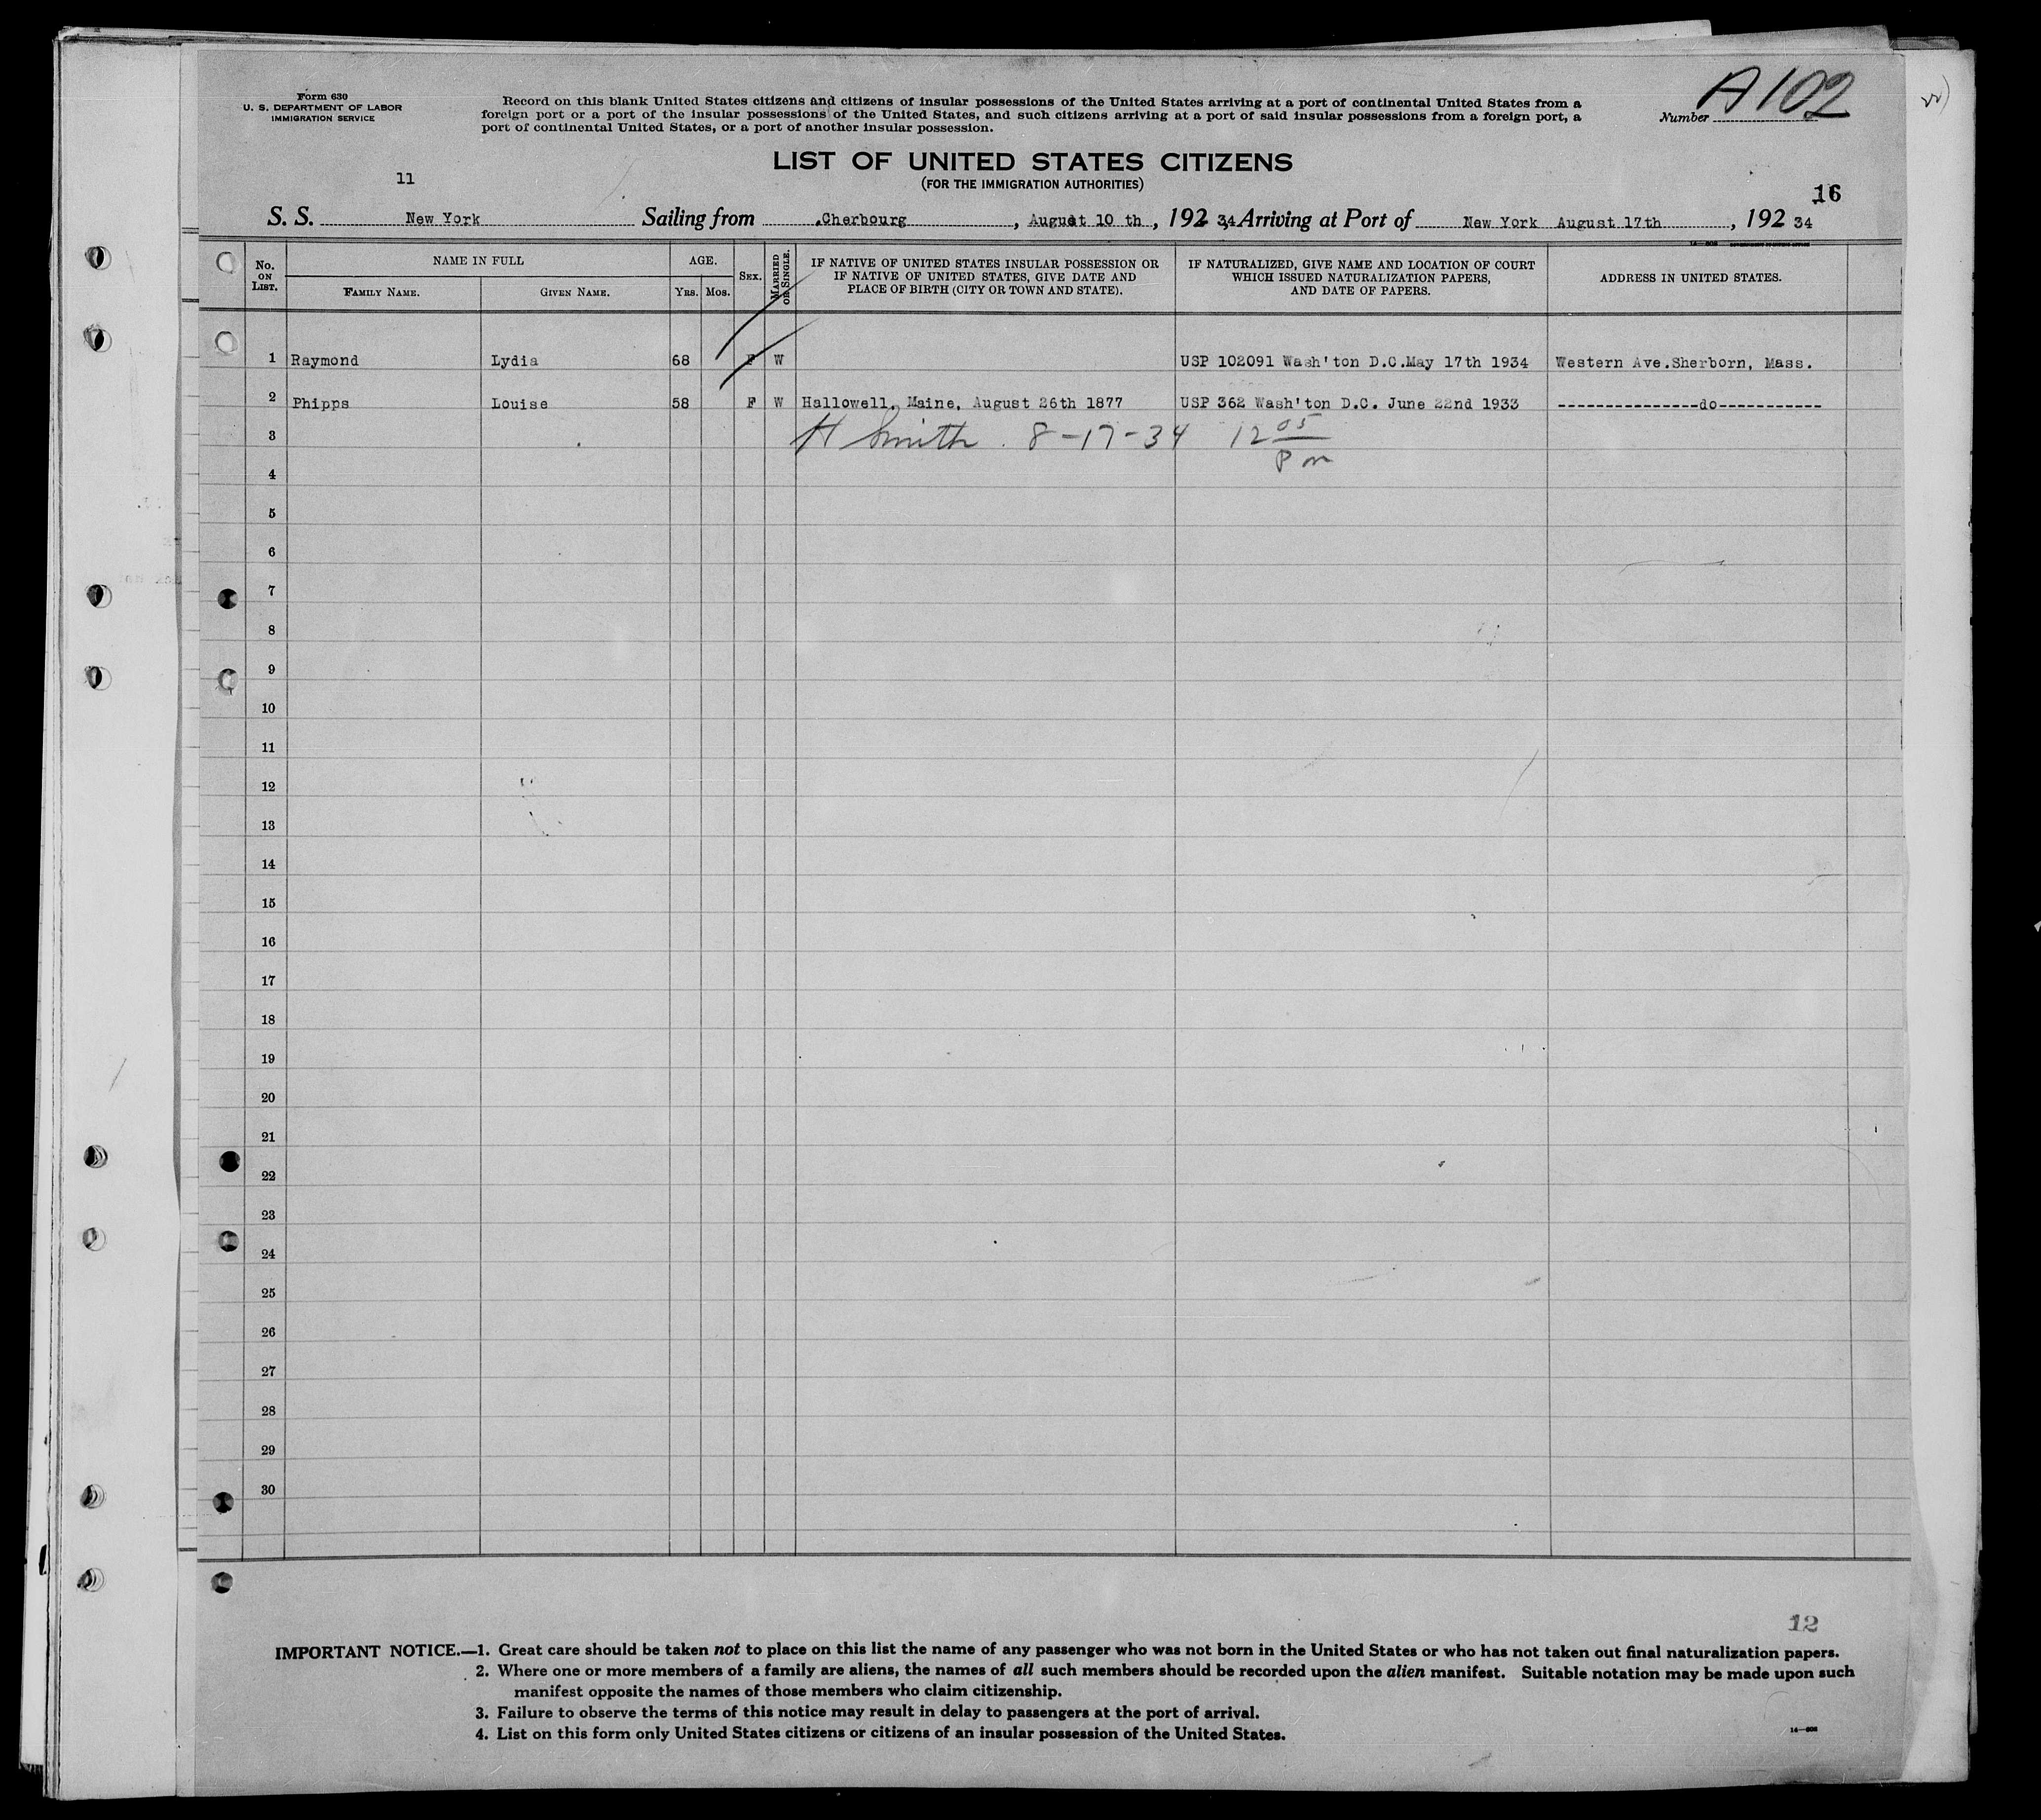 Form 630
U. S. DEPARTMENT OF LABOR
IMMIGRATION SERVICE
Record on this blank United States citizens and citizens of insular possessions of the United States arriving at a port of continental United States from a
foreign port or a port of the insular possessions of the United States, and such citizens arriving at a port of said insular possessions from a foreign port, a
port of continental United States, or a port of another insular possession.
Number A102
LIST OF UNITED STATES CITIZENS
(FOR THE IMMIGRATION AUTHORITIES)
11
16
S. S. New York Sailing from Cherbourg, August 10 th, 192 34, Arriving at Port of New York August 17th, 192 34
No. ON LIST. NAME IN FULL FAMILY NAME. GIVEN NAME. AGE. YRS. MOS. SEX. MARRIED OR SINGLE. IF NATIVE OF UNITED STATES INSULAR POSSESSION OR IF NATIVE OF UNITED STATES, GIVE DATE AND PLACE OF BIRTH (CITY OR TOWN AND STATE). IF NATURALIZED, GIVE NAME AND LOCATION OF COURT WHICH ISSUED NATURALIZATION PAPERS, AND DATE OF PAPERS. ADDRESS IN UNITED STATES.
1 Raymond Lydia 68 F W USP 102091 Wash'ton D.C.May 17th 1934 Western Ave.Sherborn, Mass.
2 Phipps Louise 58 F W Hallowell, Maine, August 26th 1877 USP 362 Wash'ton D.C. June 22nd 1933 ---------------do-----------
3 H Smith. 8-17-34 12 05 Pm
4
5
6
7
8
9
10
11
12
13
14
15
16
17
18
19
20
21
22
23
24
25
26
27
28
29
30
12
IMPORTANT NOTICE.—1. Great care should be taken not to place on this list the name of any passenger who was not born in the United States or who has not taken out final naturalization papers.
2. Where one or more members of a family are aliens, the names of all such members should be recorded upon the alien manifest. Suitable notation may be made upon such
manifest opposite the names of those members who claim citizenship.
3. Failure to observe the terms of this notice may result in delay to passengers at the port of arrival.
4. List on this form only United States citizens or citizens of an insular possession of the United States.